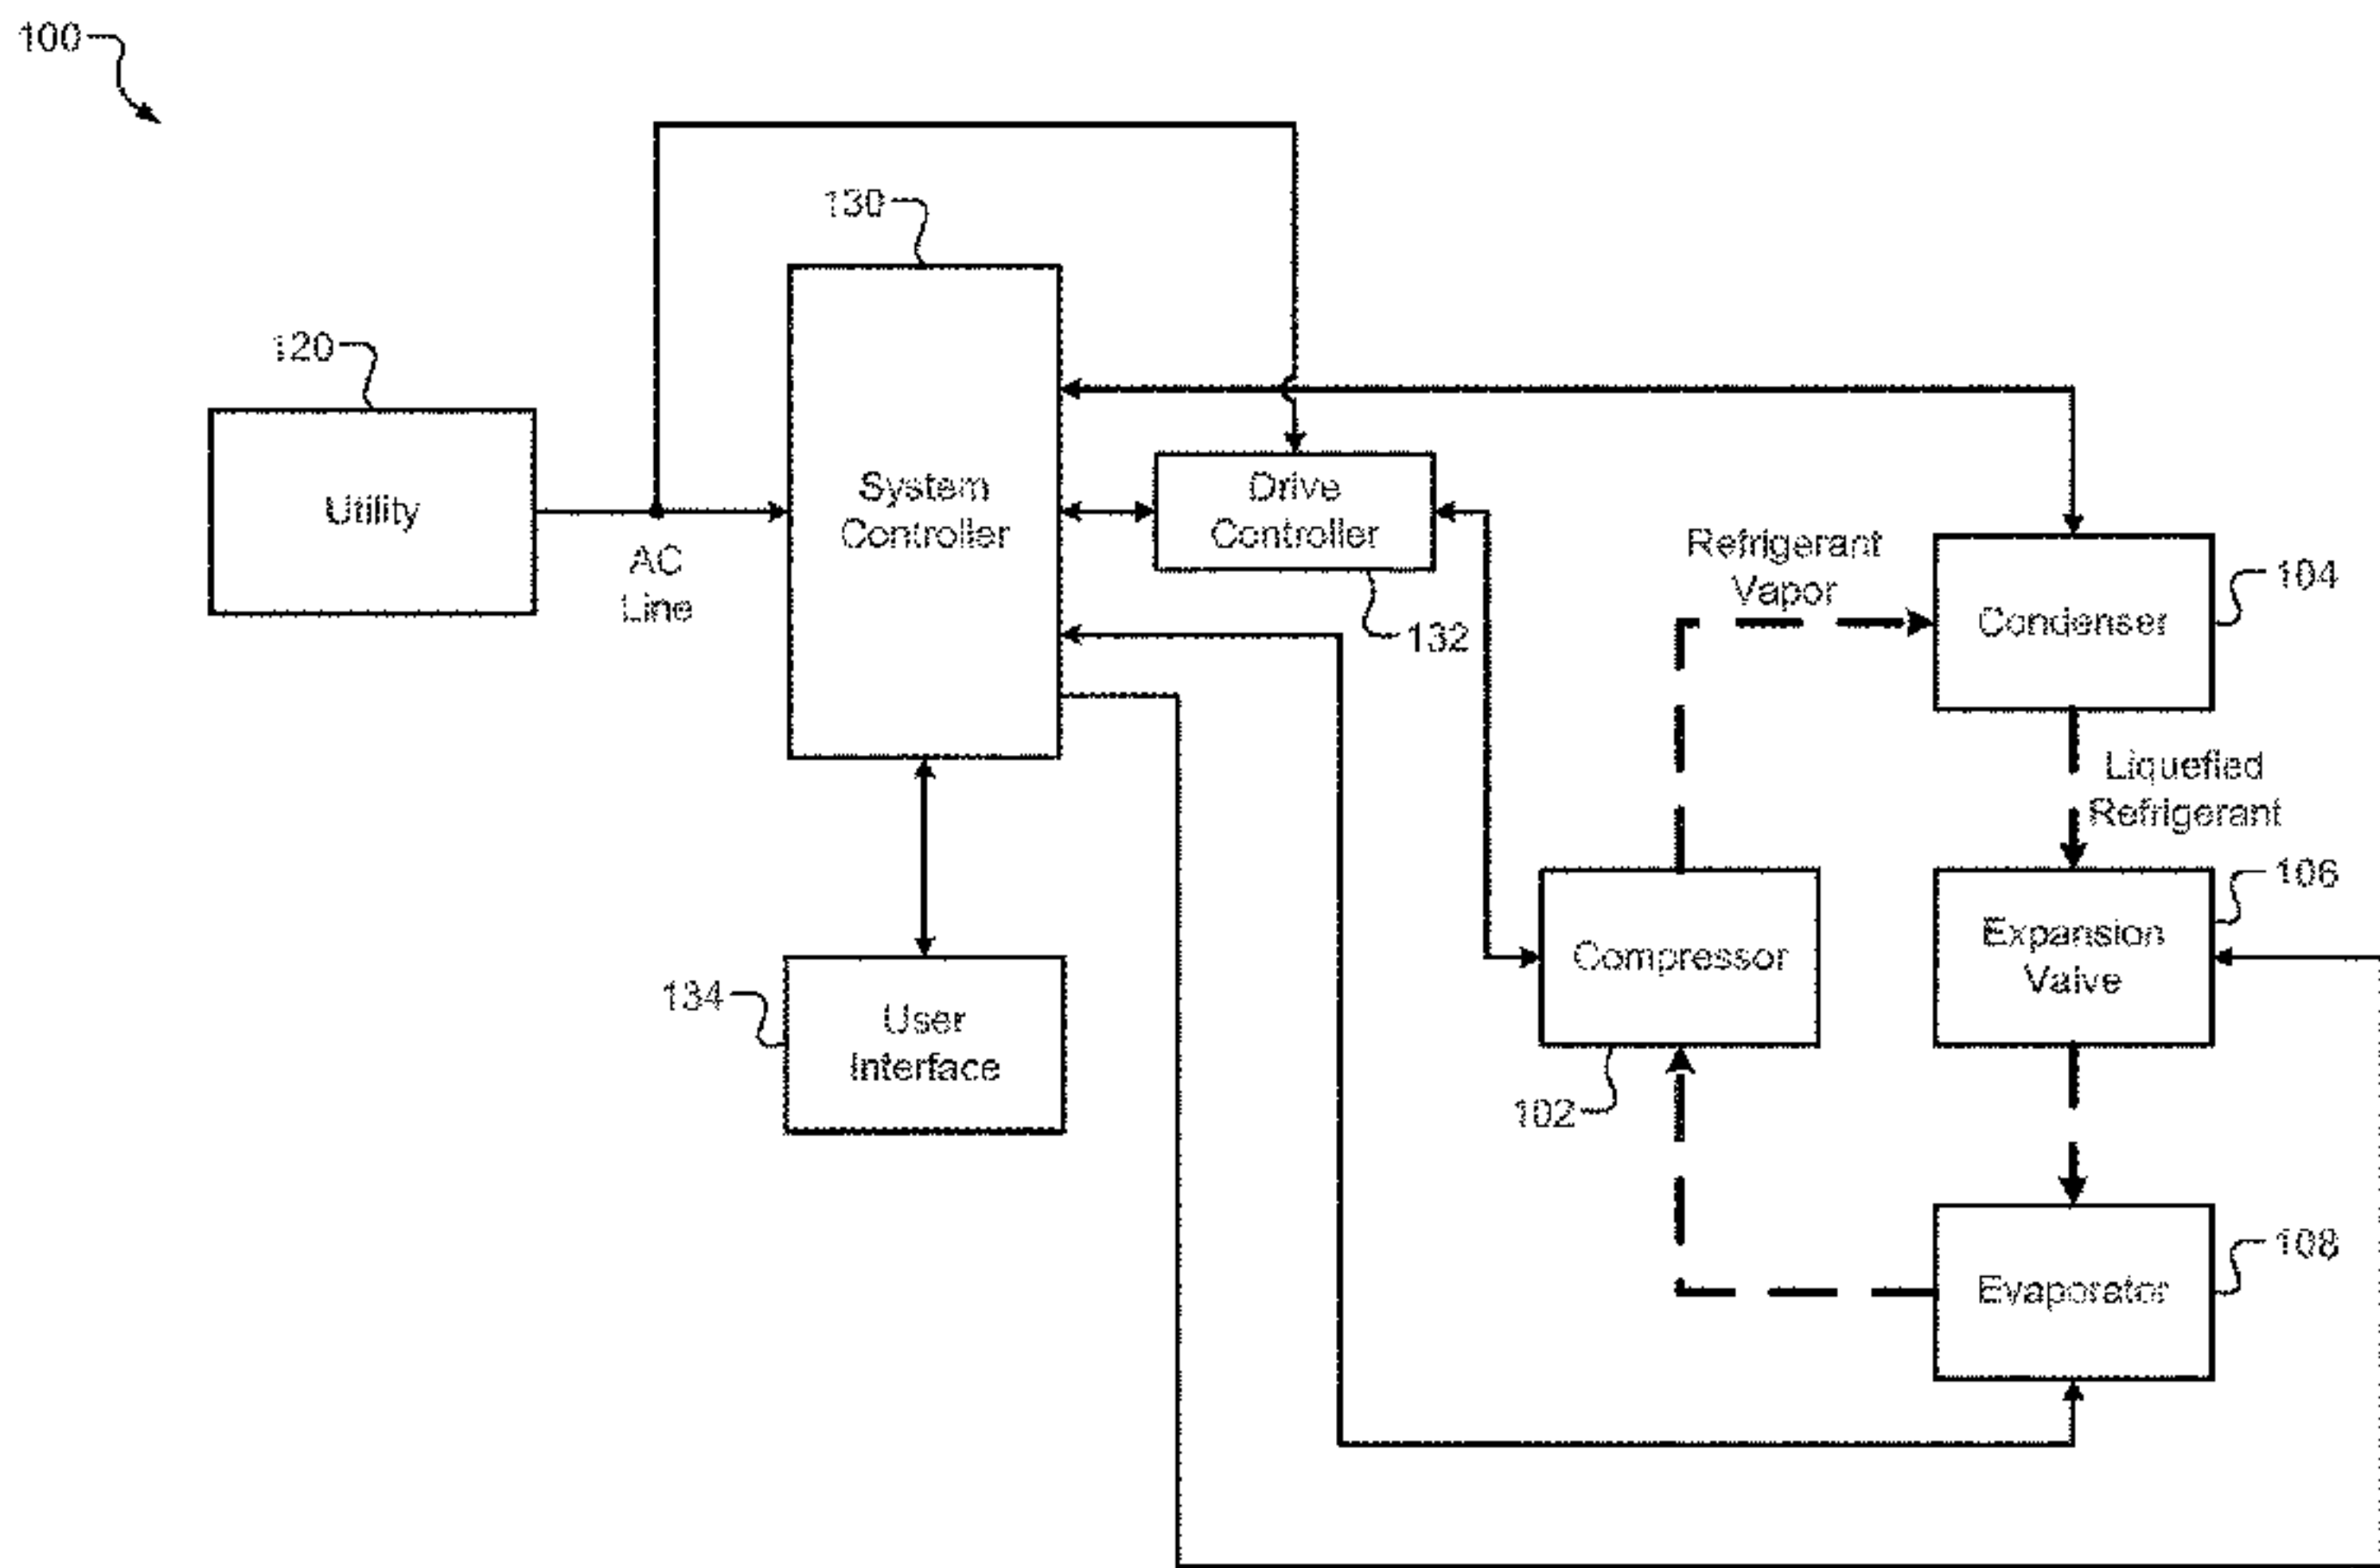 100
130
120
Utility
AC
Line
System
Controller
Drive
Controller
132
Refrigerant
Vapor
Condenser
104
Liquefied
Refrigerant
106
Expansion
Valve
Compressor
102
134
User
Interface
Evaporator
108